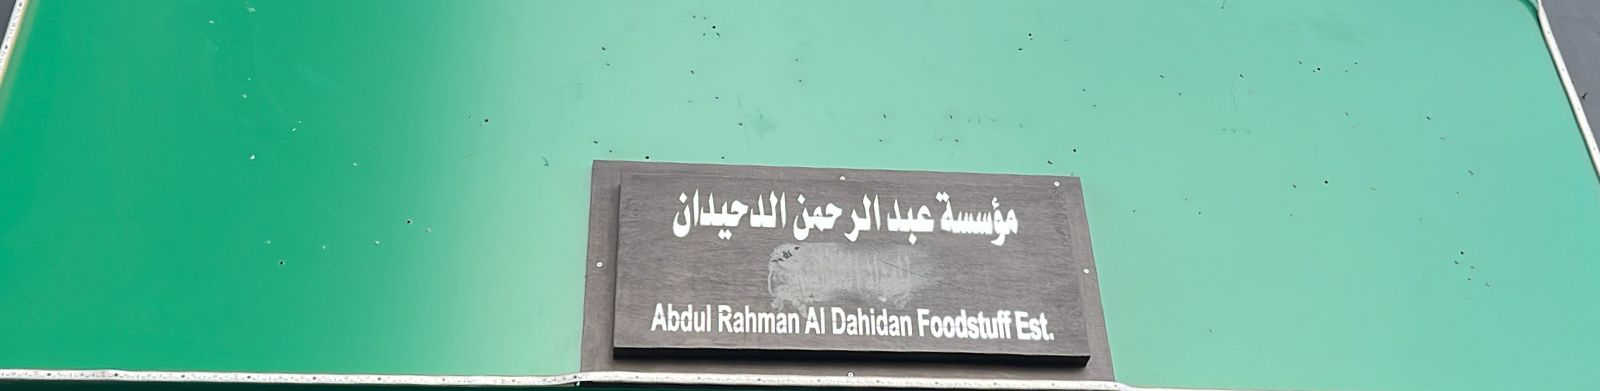 مؤسسة عبد الرحمن الدحيدان
Abdul Rahman Al Dahidan Foodstuff Est.